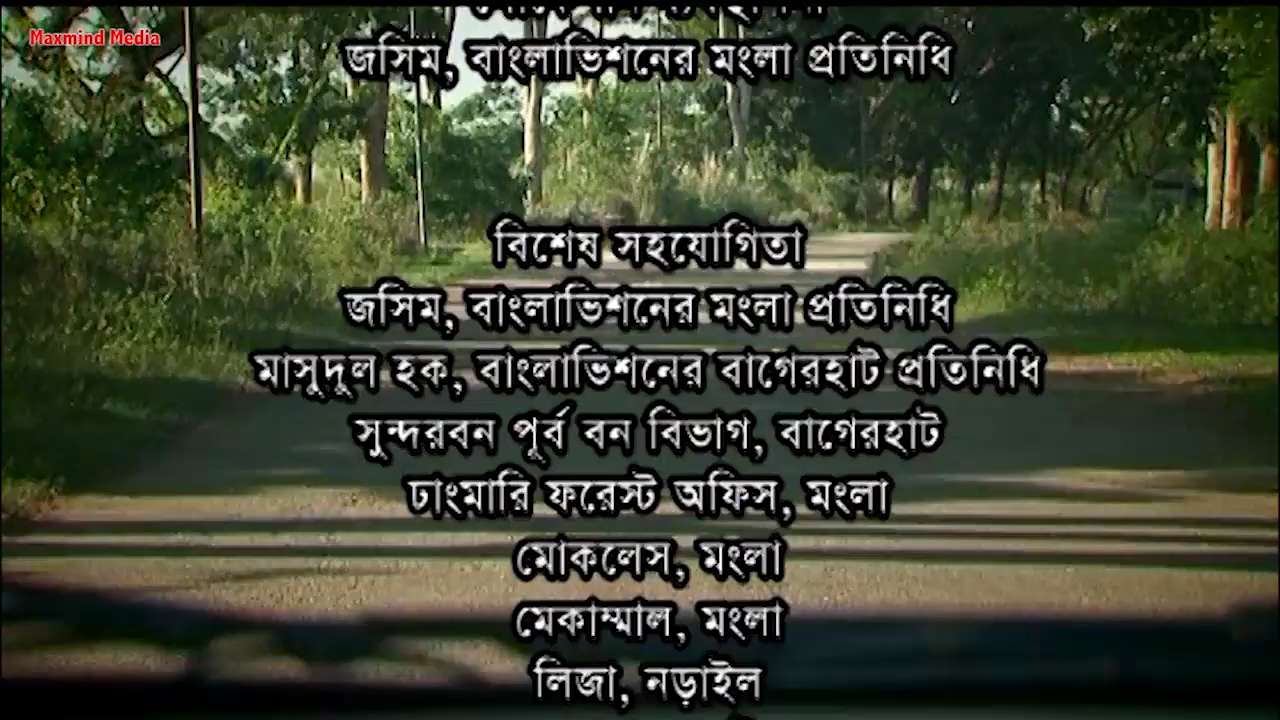 Maxmind Media
জসিম, বাংলাভিশনের মংলা প্রতিনিধি
বিশেষ সহযোগিতা
জসিম, বাংলাভিশনের মংলা প্রতিনিধি
মাসুদুল হক, বাংলাভিশনের বাগেরহাট প্রতিনিধি
সুন্দরবন পূর্ব বন বিভাগ, বাগেরহাট
ঢাংমারি ফরেস্ট অফিস, মংলা
মোকলেস, মংলা
মেকাম্মাল, মংলা
লিজা, নড়াইল